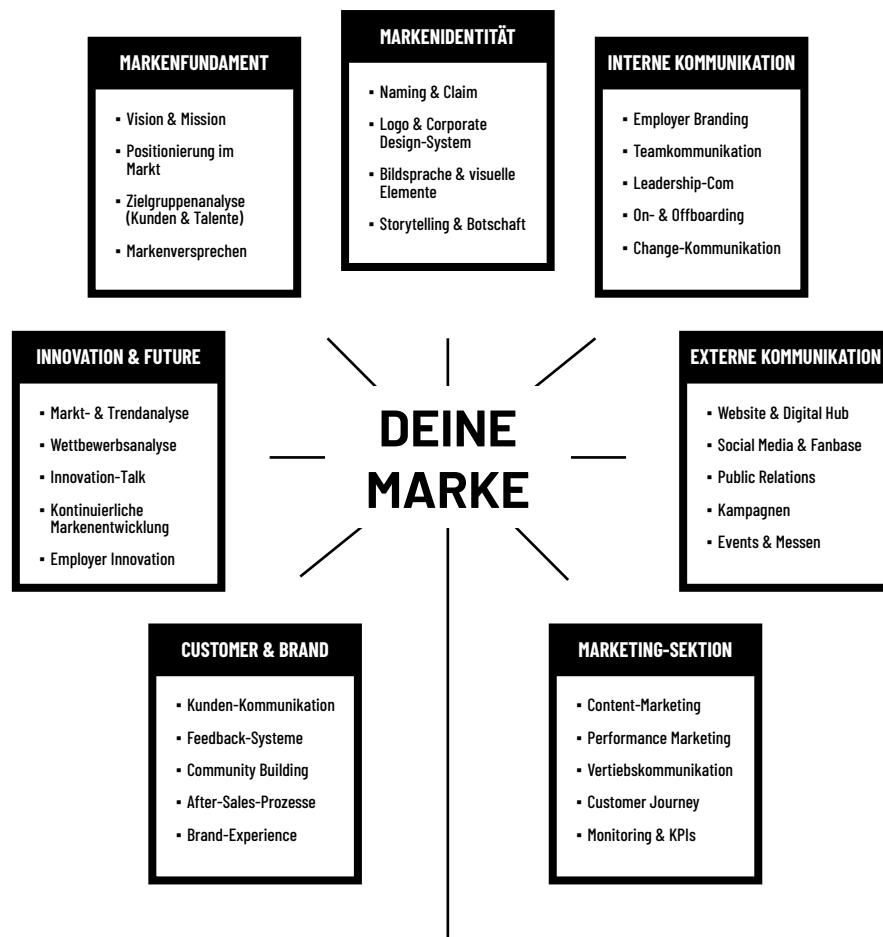 MARKENFUNDAMENT
▪ Vision & Mission
▪ Positionierung im
Markt
▪ Zielgruppenanalyse
(Kunden & Talente)
▪ Markenversprechen
MARKENIDENTITÄT
▪ Naming & Claim
▪ Logo & Corporate
Design-System
▪ Bildsprache & visuelle
Elemente
▪ Storytelling & Botschaft
INTERNE KOMMUNIKATION
▪ Employer Branding
▪ Teamkommunikation
▪ Leadership-Com
▪ On- & Offboarding
▪ Change-Kommunikation
INNOVATION & FUTURE
▪ Markt- & Trendanalyse
▪ Wettbewerbsanalyse
▪ Innovation-Talk
▪ Kontinuierliche
Markenentwicklung
▪ Employer Innovation
DEINE
MARKE
EXTERNE KOMMUNIKATION
▪ Website & Digital Hub
▪ Social Media & Fanbase
▪ Public Relations
▪ Kampagnen
▪ Events & Messen
CUSTOMER & BRAND
▪ Kunden-Kommunikation
▪ Feedback-Systeme
▪ Community Building
▪ After-Sales-Prozesse
▪ Brand-Experience
MARKETING-SEKTION
▪ Content-Marketing
▪ Performance Marketing
▪ Vertiebskommunikation
▪ Customer Journey
▪ Monitoring & KPIs